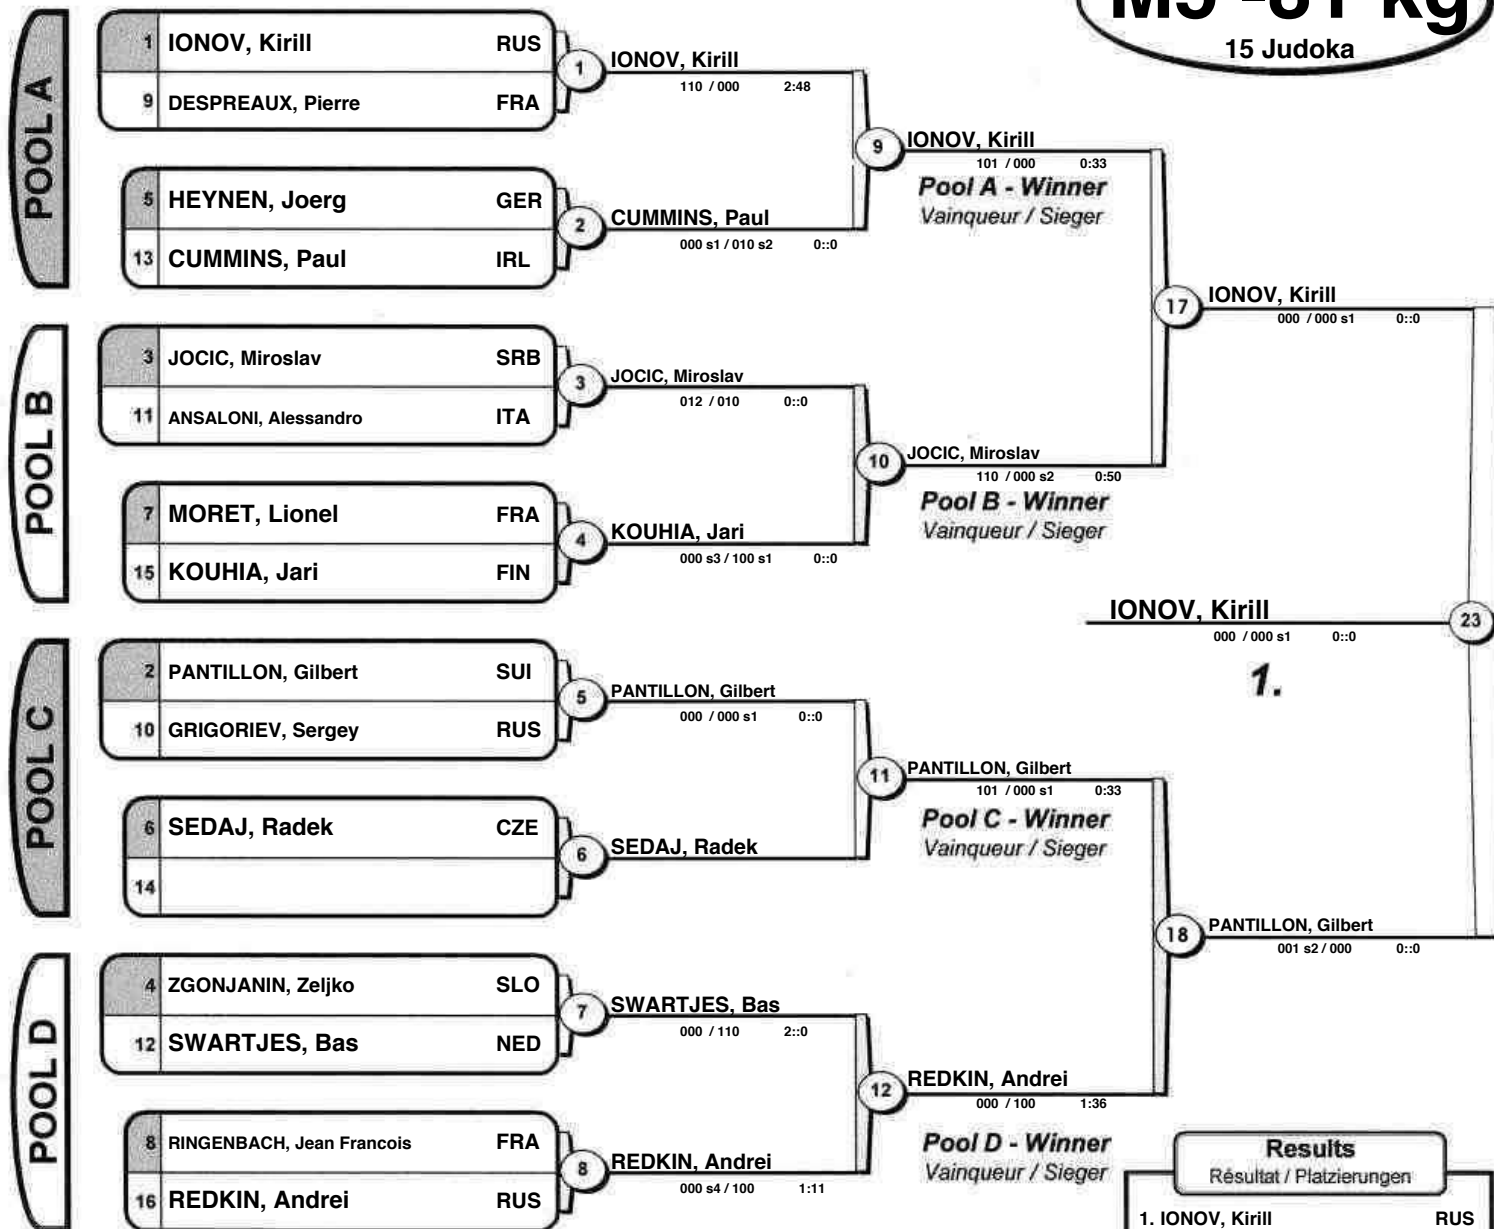 M5 -81 kg
15 Judoka
POOL A
1 IONOV, Kirill RUS
9 DESPREAUX, Pierre FRA
1 IONOV, Kirill
110 / 000 2:48
5 HEYNEN, Joerg GER
13 CUMMINS, Paul IRL
2 CUMMINS, Paul
000 s1 / 010 s2 0::0
9 IONOV, Kirill
101 / 000 0:33
Pool A - Winner
Vainqueur / Sieger
POOL B
3 JOCIC, Miroslav SRB
11 ANSALONI, Alessandro ITA
3 JOCIC, Miroslav
012 / 010 0::0
7 MORET, Lionel FRA
15 KOUHIA, Jari FIN
4 KOUHIA, Jari
000 s3 / 100 s1 0::0
10 JOCIC, Miroslav
110 / 000 s2 0:50
Pool B - Winner
Vainqueur / Sieger
17 IONOV, Kirill
000 / 000 s1 0::0
IONOV, Kirill 23
000 / 000 s1 0::0
1.
POOL C
2 PANTILLON, Gilbert SUI
10 GRIGORIEV, Sergey RUS
5 PANTILLON, Gilbert
000 / 000 s1 0::0
6 SEDAJ, Radek CZE
14
6 SEDAJ, Radek
11 PANTILLON, Gilbert
101 / 000 s1 0:33
Pool C - Winner
Vainqueur / Sieger
POOL D
4 ZGONJANIN, Zeljko SLO
12 SWARTJES, Bas NED
7 SWARTJES, Bas
000 / 110 2::0
8 RINGENBACH, Jean Francois FRA
16 REDKIN, Andrei RUS
8 REDKIN, Andrei
000 s4 / 100 1:11
12 REDKIN, Andrei
000 / 100 1:36
Pool D - Winner
Vainqueur / Sieger
18 PANTILLON, Gilbert
001 s2 / 000 0::0
Results
Résultat / Platzierungen
1. IONOV, Kirill RUS